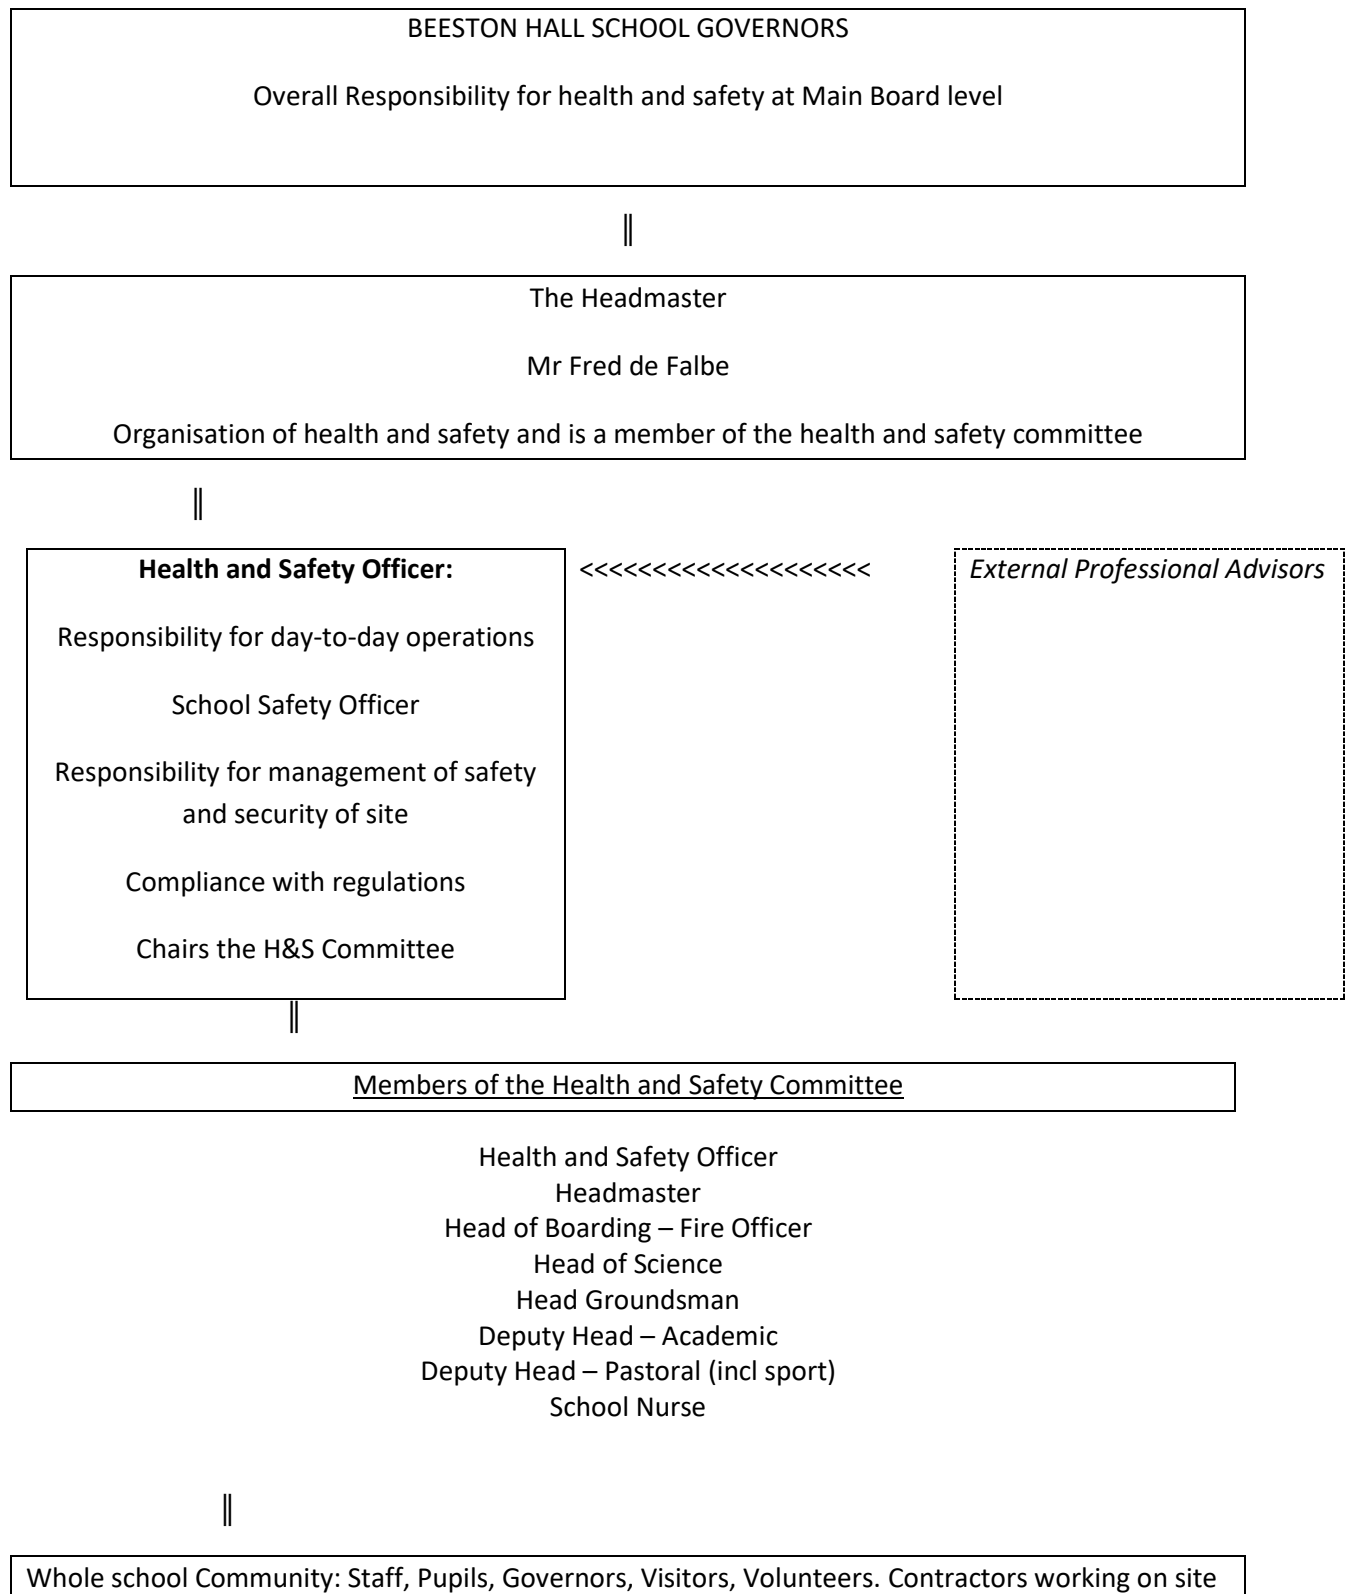 BEESTON HALL SCHOOL GOVERNORS
Overall Responsibility for health and safety at Main Board level
‖
The Headmaster
Mr Fred de Falbe
Organisation of health and safety and is a member of the health and safety committee
‖
Health and Safety Officer:
<<<<<<<<<<<<<<<<<<<<
External Professional Advisors
Responsibility for day-to-day operations
School Safety Officer
Responsibility for management of safety
and security of site
Compliance with regulations
Chairs the H&S Committee
‖
Members of the Health and Safety Committee
Health and Safety Officer
Headmaster
Head of Boarding – Fire Officer
Head of Science
Head Groundsman
Deputy Head – Academic
Deputy Head – Pastoral (incl sport)
School Nurse
‖
Whole school Community: Staff, Pupils, Governors, Visitors, Volunteers. Contractors working on site